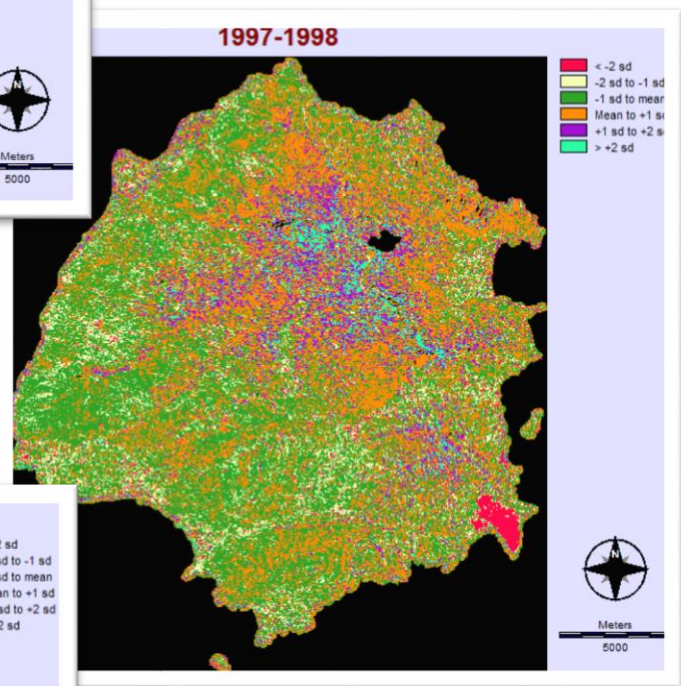 N
Meters
5000
1997-1998
< -2 sd
-2 sd to -1 sd
-1 sd to mean
Mean to +1 sd
+1 sd to +2 s
> +2 sd
N
Meters
5000
sd
sd to -1 sd
sd to mean
an to +1 sd
sd to +2 sd
sd